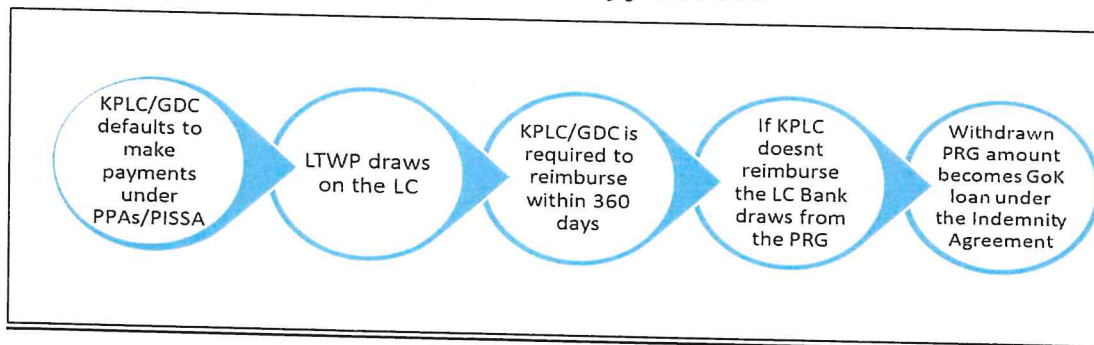 KPLC/GDC
defaults to
make
payments
under
PPAs/PISSA
LTWP draws
on the LC
KPLC/GDC is
required to
reimburse
within 360
days
If KPLC
doesnt
reimburse
the LC Bank
draws from
the PRG
Withdrawn
PRG amount
becomes GoK
loan under
the Indemnity
Agreement